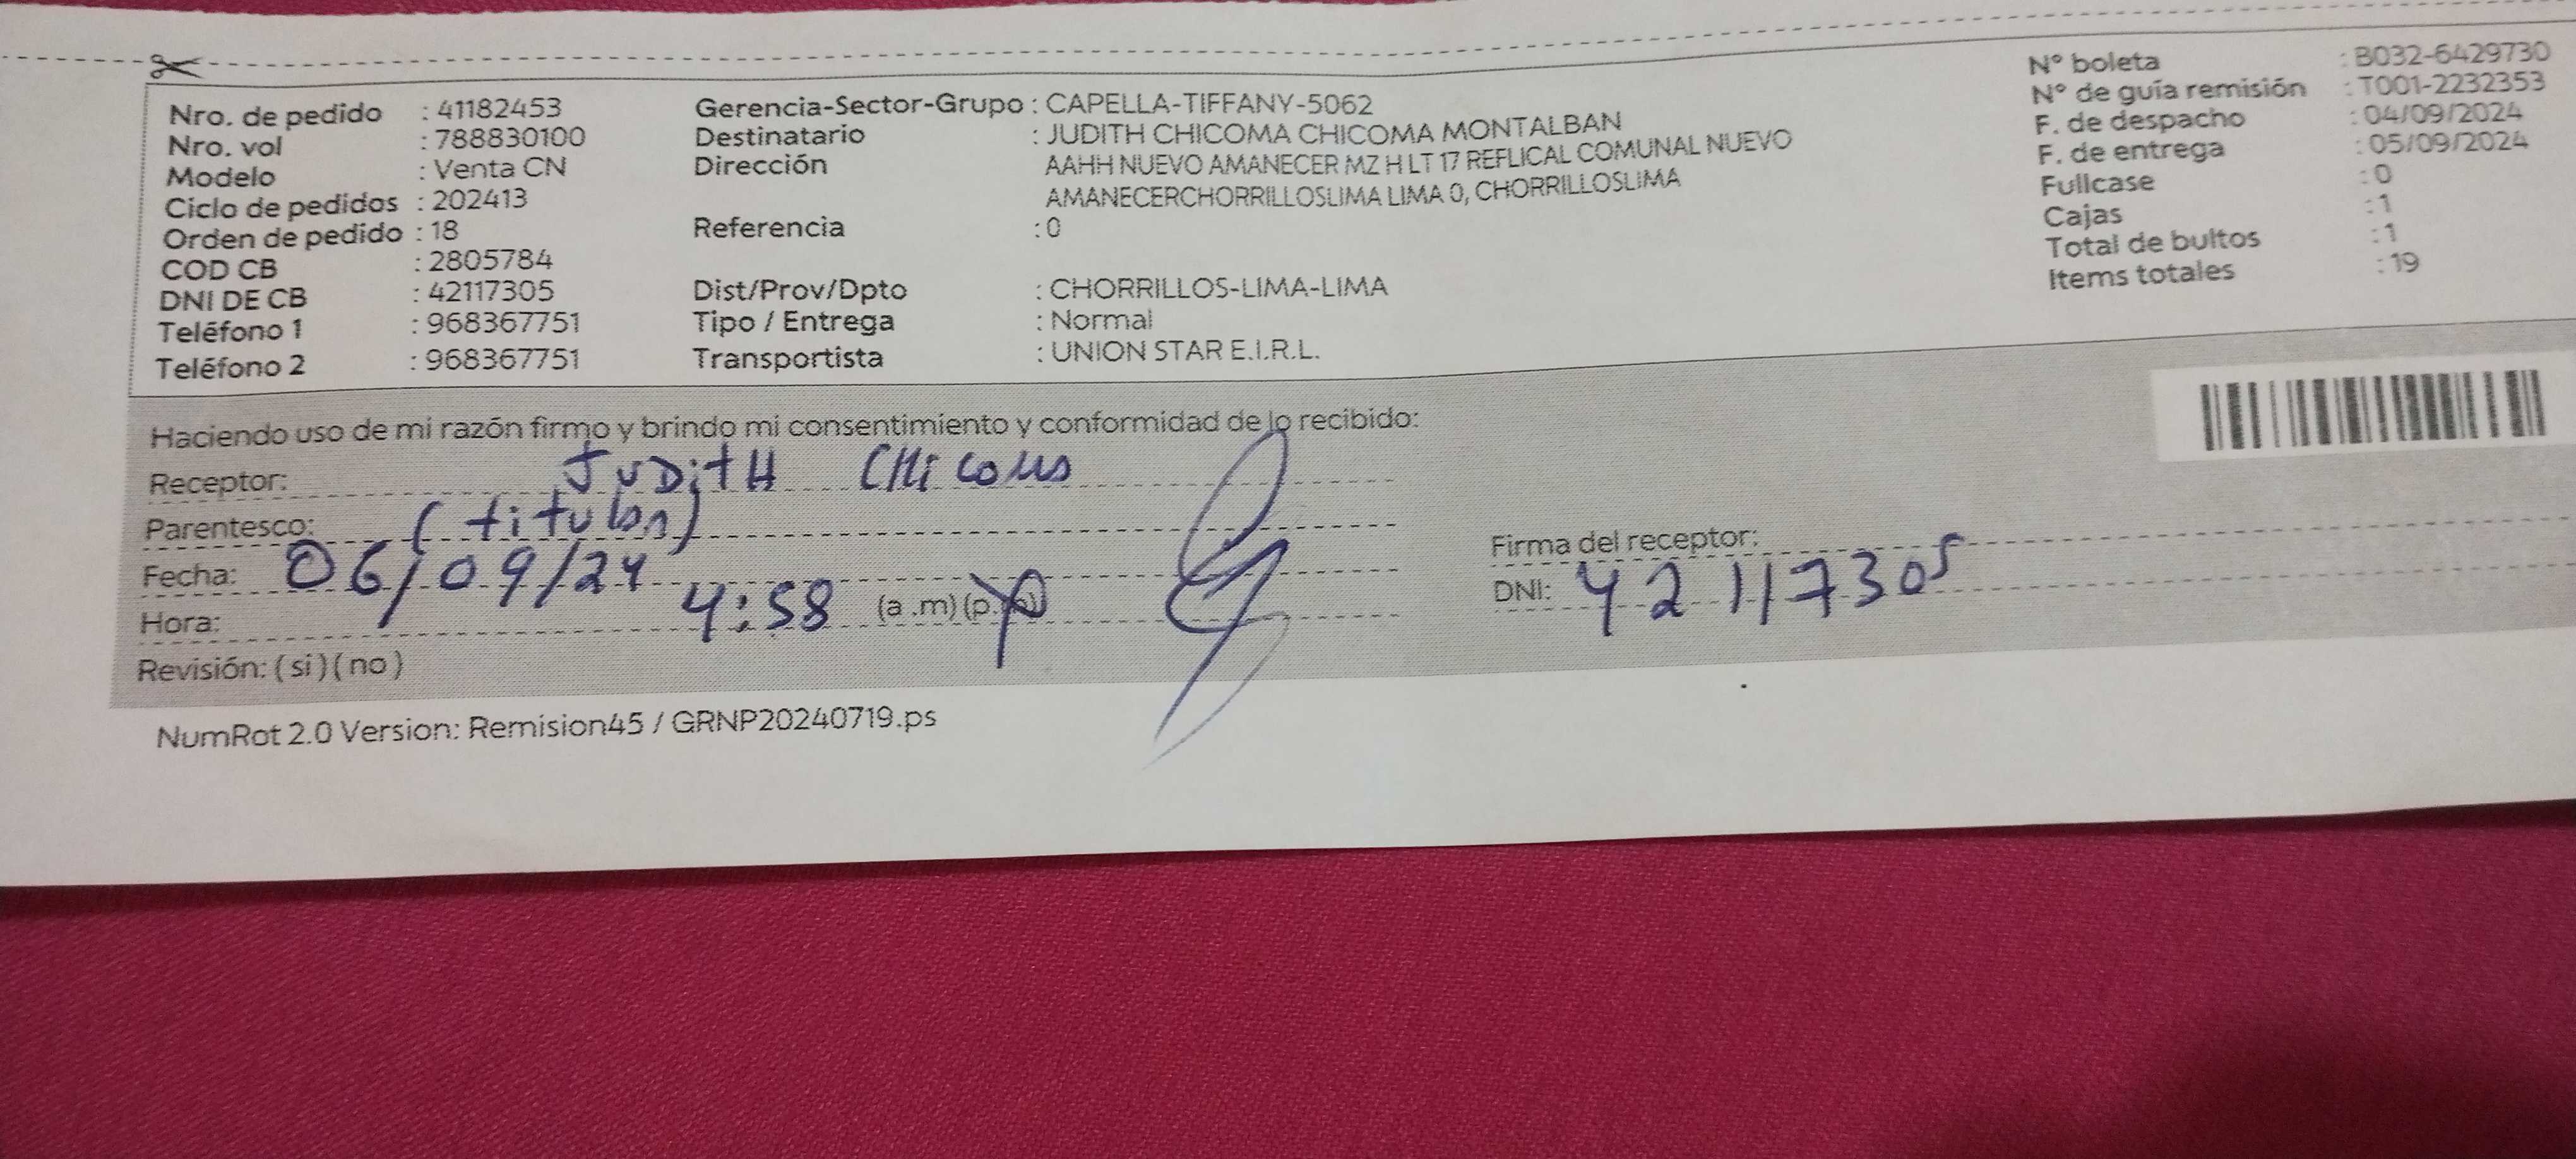 Nro. de pedido : 41182453
Nro. vol : 788830100
Modelo : Venta CN
Ciclo de pedidos : 202413
Orden de pedido : 18
COD CB : 2805784
DNI DE CB : 42117305
Teléfono 1 : 968367751
Teléfono 2 : 968367751
Gerencia-Sector-Grupo : CAPELLA-TIFFANY-5062
Destinatario : JUDITH CHICOMA CHICOMA MONTALBAN
Dirección AAHH NUEVO AMANECER MZ H LT 17 REFLICAL COMUNAL NUEVO
AMANECERCHORRILLOSLIMA LIMA 0, CHORRILLOSLIMA
Referencia : 0
Dist/Prov/Dpto : CHORRILLOS-LIMA-LIMA
Tipo / Entrega : Normal
Transportista : UNION STAR E.I.R.L.
N° boleta : B032-6429730
N° de guía remisión : T001-2232353
F. de despacho : 04/09/2024
F. de entrega : 05/09/2024
Fullcase : 0
Cajas : 1
Total de bultos : 1
Items totales : 19
Haciendo uso de mi razón firmo y brindo mi consentimiento y conformidad de lo recibido:
Receptor: JUDITH CHICOMA
Parentesco: (titular)
Fecha: 06/09/24
Hora: 4:58 (a.m)(p.m)
Revisión: (si)(no)
Firma del receptor:
DNI: 42117305
NumRot 2.0 Version: Remision45 / GRNP20240719.ps